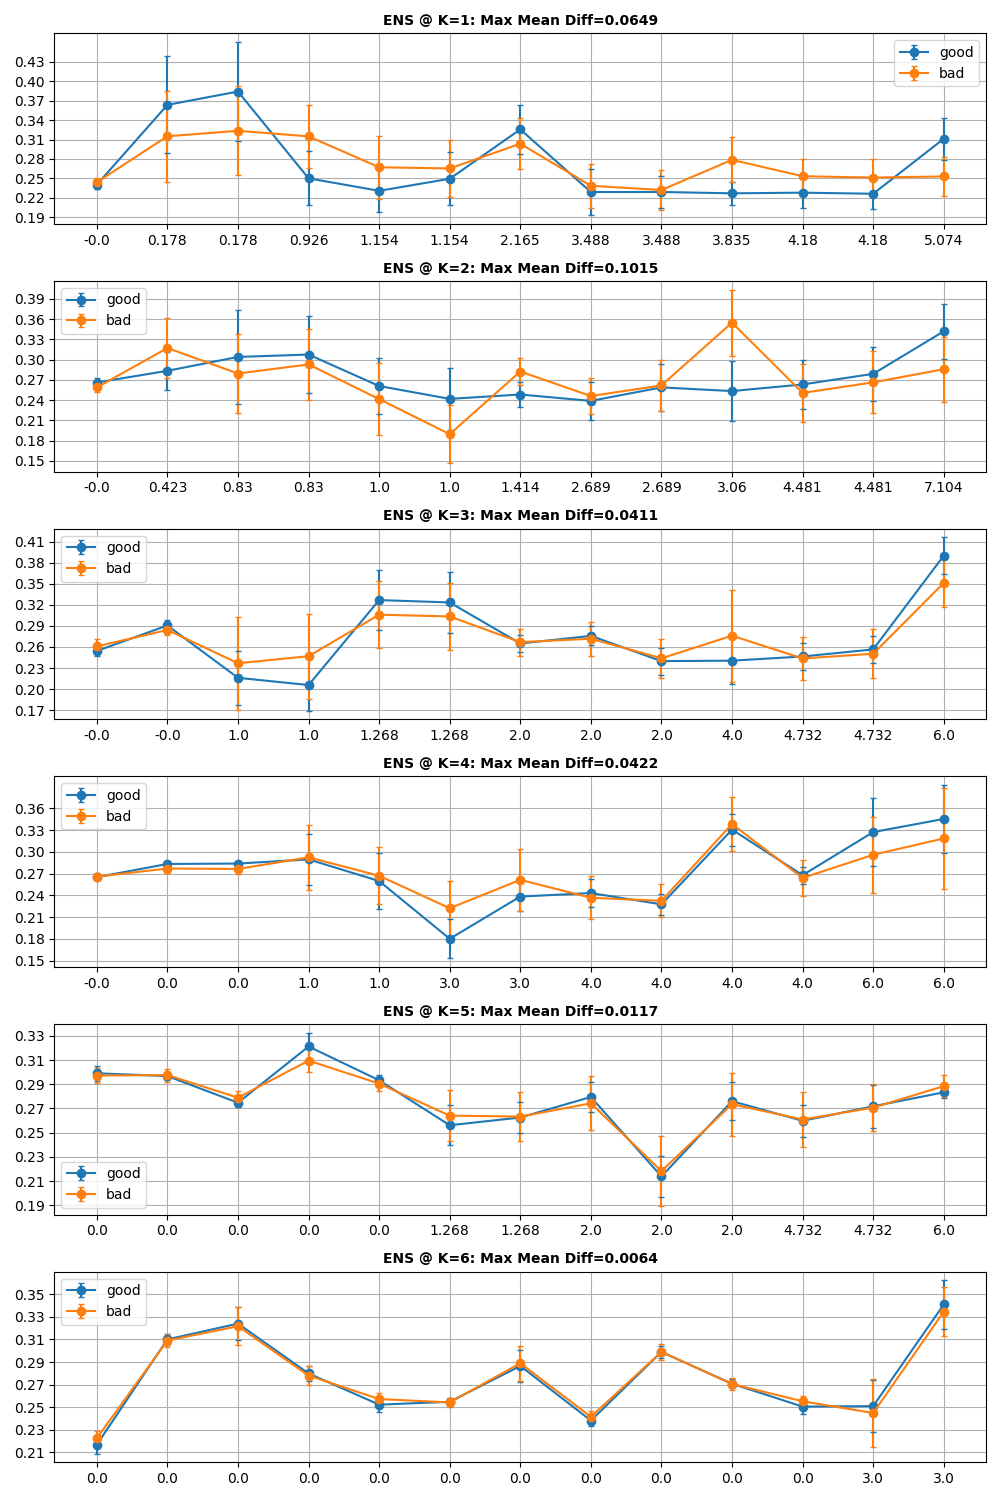 ENS @ K=1: Max Mean Diff=0.0649
good
bad
0.43
0.40
0.37
0.34
0.31
0.28
0.25
0.22
0.19
-0.0 0.178 0.178 0.926 1.154 1.154 2.165 3.488 3.488 3.835 4.18 4.18 5.074
ENS @ K=2: Max Mean Diff=0.1015
good
bad
0.39
0.36
0.33
0.30
0.27
0.24
0.21
0.18
0.15
-0.0 0.423 0.83 0.83 1.0 1.0 1.414 2.689 2.689 3.06 4.481 4.481 7.104
ENS @ K=3: Max Mean Diff=0.0411
good
bad
0.41
0.38
0.35
0.32
0.29
0.26
0.23
0.20
0.17
-0.0 -0.0 1.0 1.0 1.268 1.268 2.0 2.0 2.0 4.0 4.732 4.732 6.0
ENS @ K=4: Max Mean Diff=0.0422
good
bad
0.36
0.33
0.30
0.27
0.24
0.21
0.18
0.15
-0.0 0.0 0.0 1.0 1.0 3.0 3.0 4.0 4.0 4.0 4.0 6.0 6.0
ENS @ K=5: Max Mean Diff=0.0117
0.33
0.31
0.29
0.27
0.25
0.23
0.21
0.19
good
bad
0.0 0.0 0.0 0.0 0.0 1.268 1.268 2.0 2.0 2.0 4.732 4.732 6.0
ENS @ K=6: Max Mean Diff=0.0064
good
bad
0.35
0.33
0.31
0.29
0.27
0.25
0.23
0.21
0.0 0.0 0.0 0.0 0.0 0.0 0.0 0.0 0.0 0.0 0.0 3.0 3.0